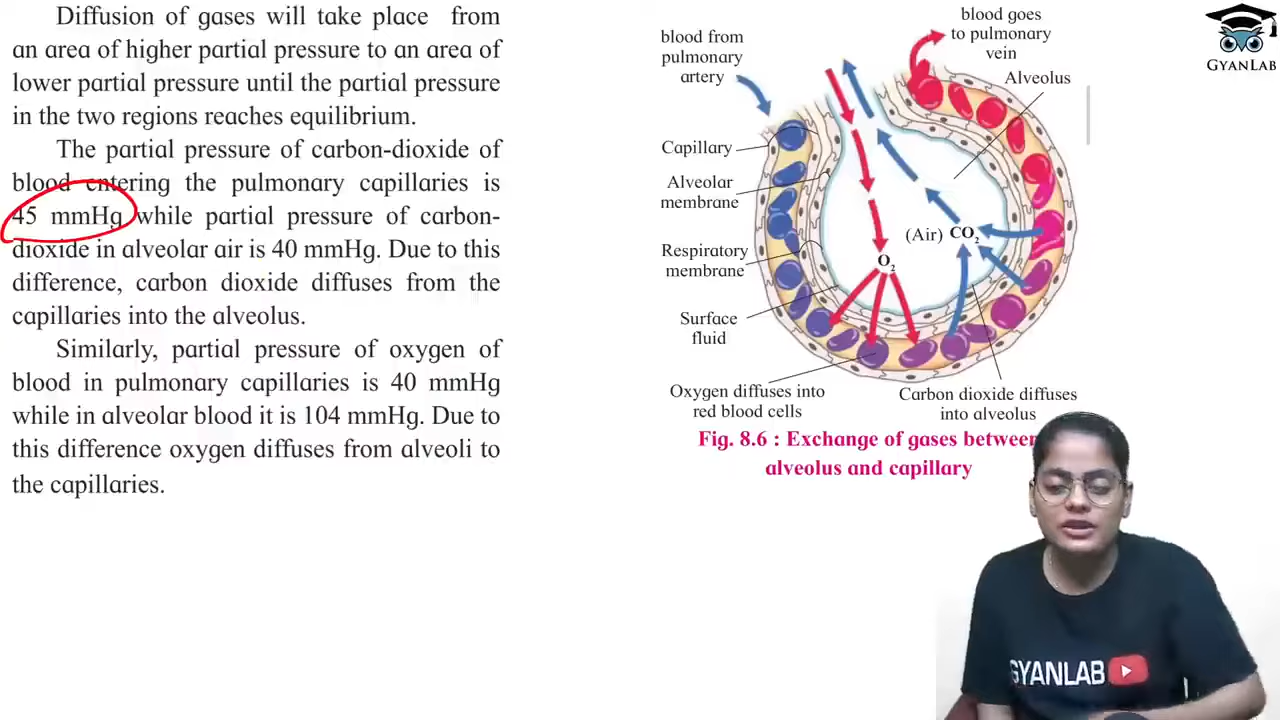 Diffusion of gases will take place from
an area of higher partial pressure to an area of
lower partial pressure until the partial pressure
in the two regions reaches equilibrium.
The partial pressure of carbon-dioxide of
blood entering the pulmonary capillaries is
45 mmHg while partial pressure of carbon-
dioxide in alveolar air is 40 mmHg. Due to this
difference, carbon dioxide diffuses from the
capillaries into the alveolus.
Similarly, partial pressure of oxygen of
blood in pulmonary capillaries is 40 mmHg
while in alveolar blood it is 104 mmHg. Due to
this difference oxygen diffuses from alveoli to
the capillaries.
blood from
pulmonary
artery
blood goes
to pulmonary
vein
Alveolus
Capillary
Alveolar
membrane
Respiratory
membrane
Surface
fluid
(Air) CO2
O2
Oxygen diffuses into
red blood cells
Carbon dioxide diffuses
into alveolus
Fig. 8.6 : Exchange of gases between
alveolus and capillary
GYANLAB
GYANLAB